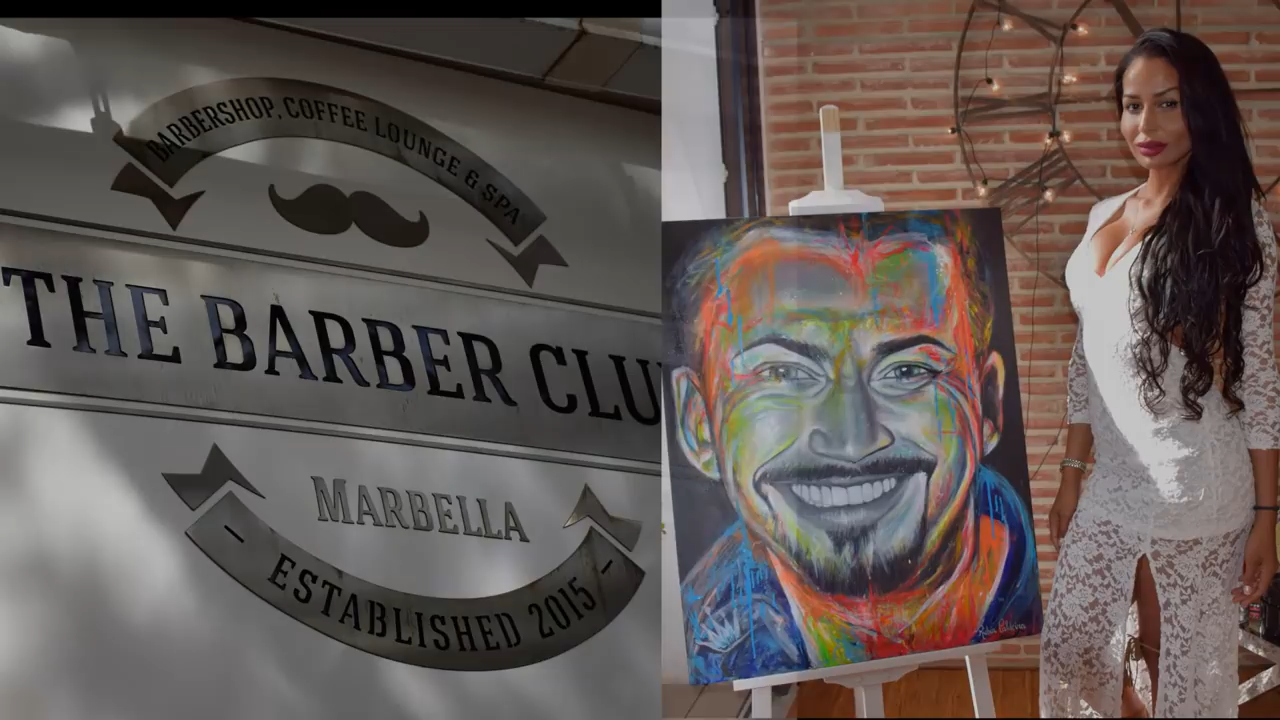 BARBERSHOP, COFFEE LOUNGE & SPA
THE BARBER CLU
MARBELLA
- ESTABLISHED 2015 -